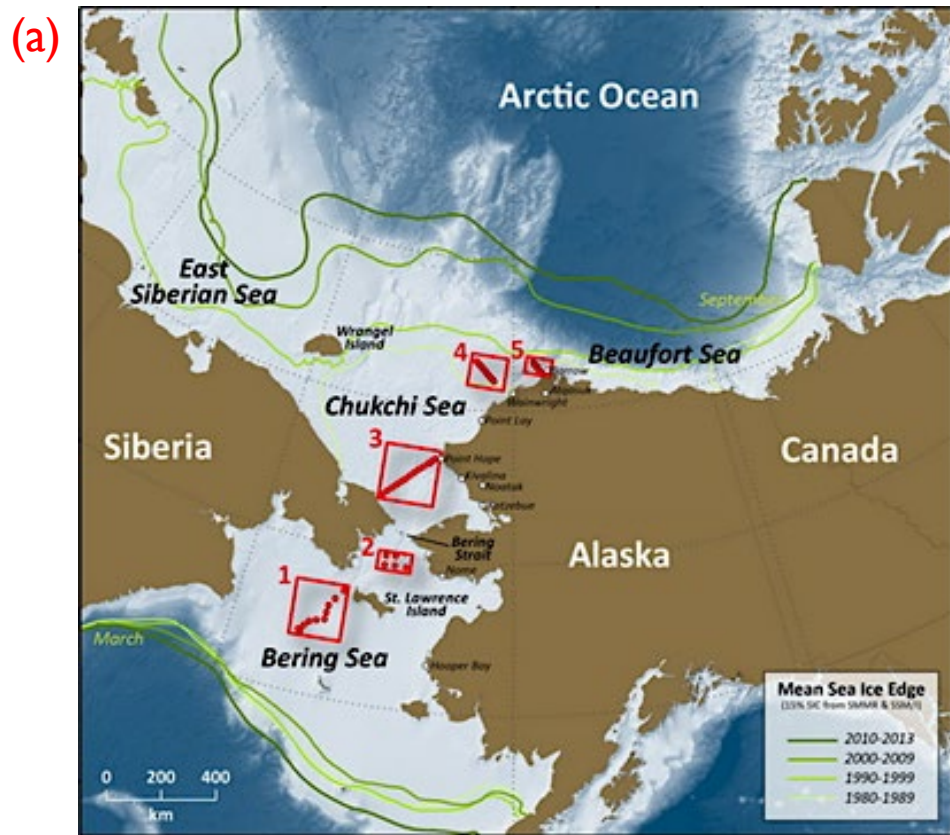 (a)
Arctic Ocean
East
Siberian Sea
September
Wrangel
Island
4
5
Beaufort Sea
Barrow
Wainwright
Chukchi Sea
Point Lay
Siberia
3
Canada
Point Hope
Kivalina
Noatak
Kotzebue
Bering
Strait
2
Alaska
Nome
1
St. Lawrence
Island
March
Bering Sea
Hooper Bay
Mean Sea Ice Edge
(15% SIC from SMMR & SSM/I)
2010-2013
2000-2009
1990-1999
1980-1989
0 200 400
km